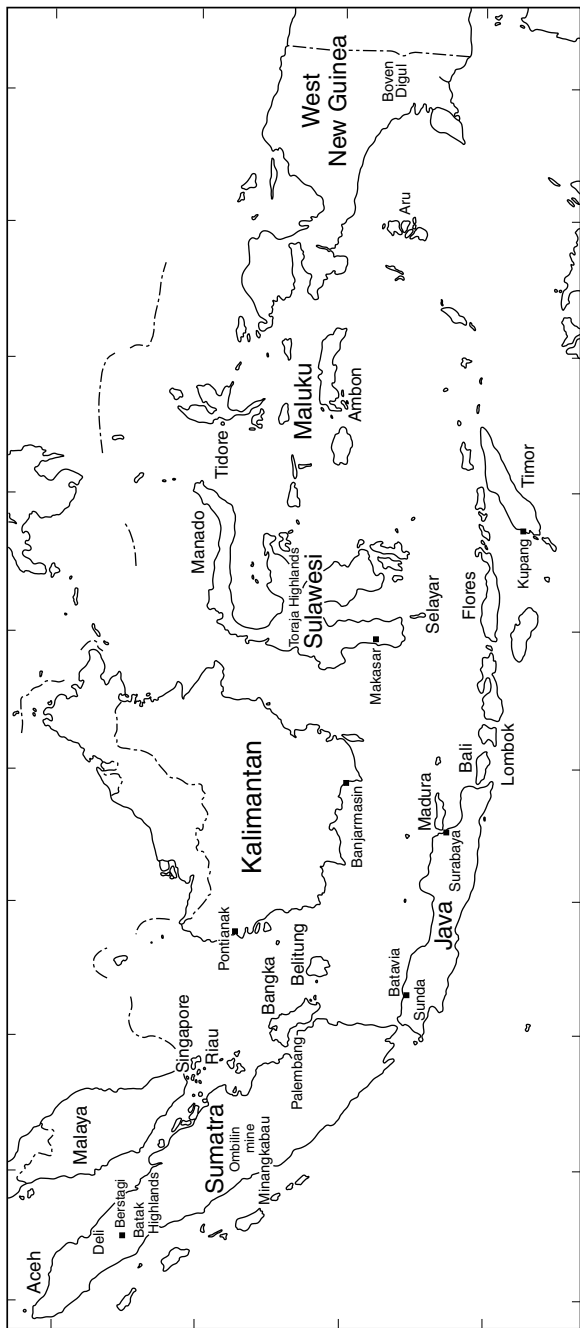 Aceh
Deli
Berstagi
Batak
Highlands
Malaya
Singapore
Riau
Sumatra
Ombilin
mine
Minangkabau
Palembang
Bangka
Belitung
Pontianak
Kalimantan
Banjarmasin
Batavia
Sunda
Java
Surabaya
Madura
Bali
Lombok
Manado
Toraja Highlands
Sulawesi
Makasar
Selayar
Flores
Kupang
Timor
Tidore
Maluku
Ambon
Aru
West
New Guinea
Boven
Digul